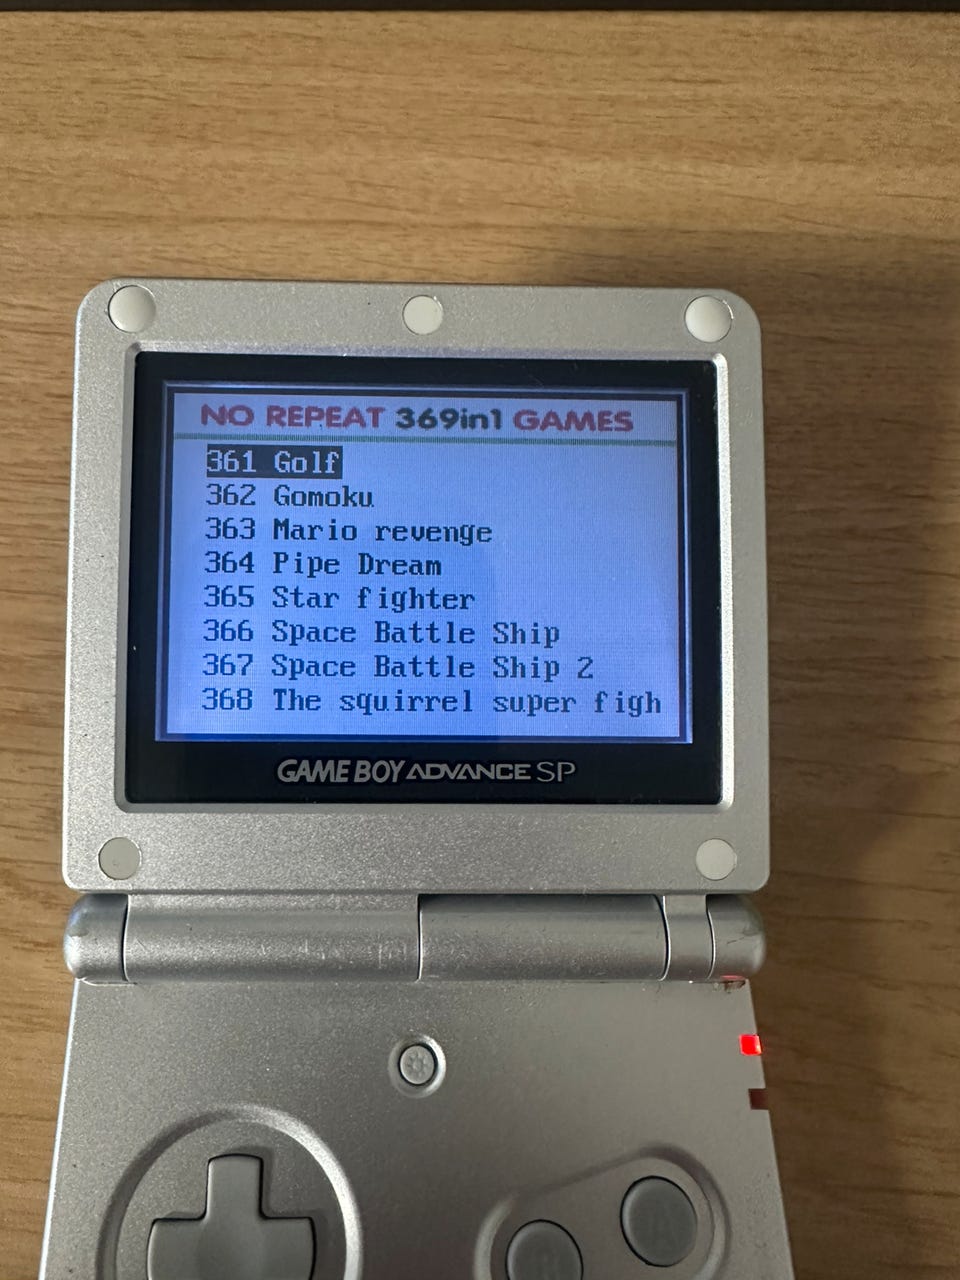 NO REPEAT 369in1 GAMES
361 Golf
362 Gomoku
363 Mario revenge
364 Pipe Dream
365 Star fighter
366 Space Battle Ship
367 Space Battle Ship 2
368 The squirrel super figh
GAME BOY ADVANCE SP
B A